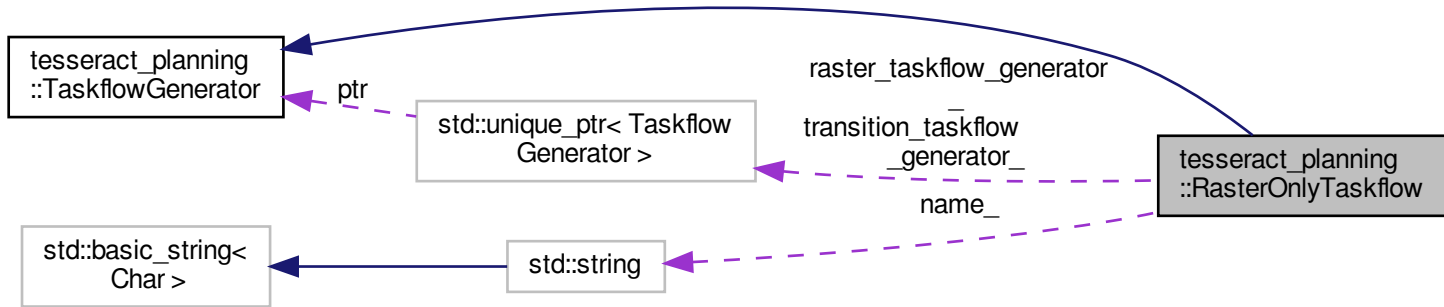 tesseract_planning
::TaskflowGenerator
ptr
std::unique_ptr< Taskflow
Generator >
raster_taskflow_generator
_
transition_taskflow
_generator_
name_
tesseract_planning
::RasterOnlyTaskflow
std::basic_string<
Char >
std::string